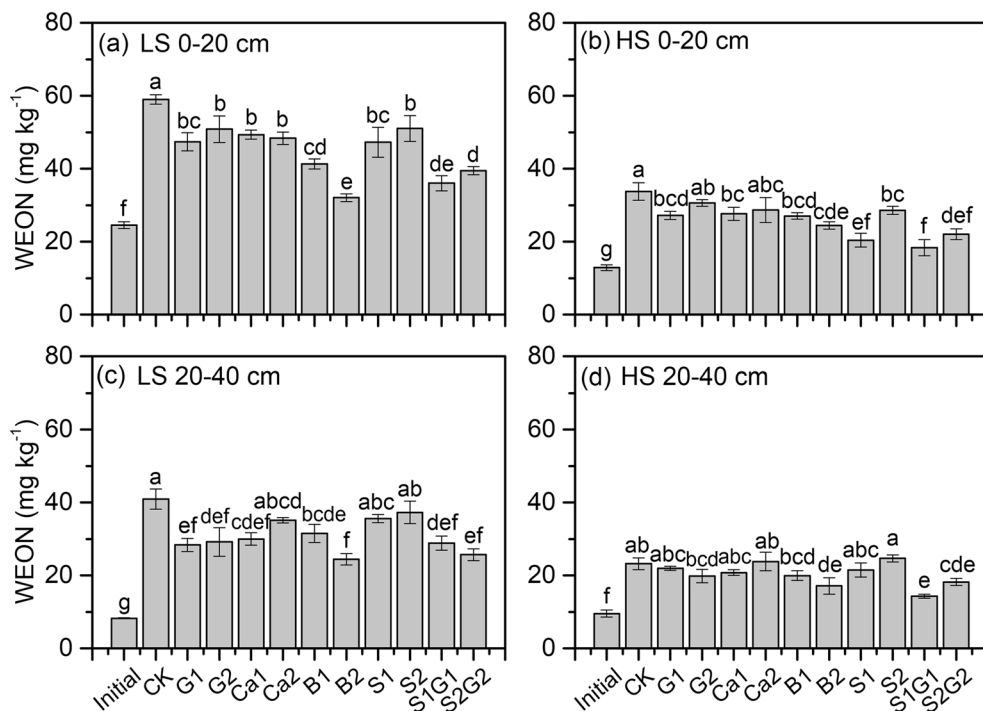 80
60
40
20
0
WEON (mg kg⁻¹)
(a) LS 0-20 cm
f a bc b b b cd e bc b de d
(b) HS 0-20 cm
80
60
40
20
0
g a bcd ab bc abc bcd cde ef bc f def
80
60
40
20
0
WEON (mg kg⁻¹)
(c) LS 20-40 cm
g a ef def cdef abcd bcde f abc ab def ef
Initial CK G1 G2 Ca1 Ca2 B1 B2 S1 S2 S1G1 S2G2
(d) HS 20-40 cm
80
60
40
20
0
f ab abc bcd abc ab bcd de abc a e cde
Initial CK G1 G2 Ca1 Ca2 B1 B2 S1 S2 S1G1 S2G2